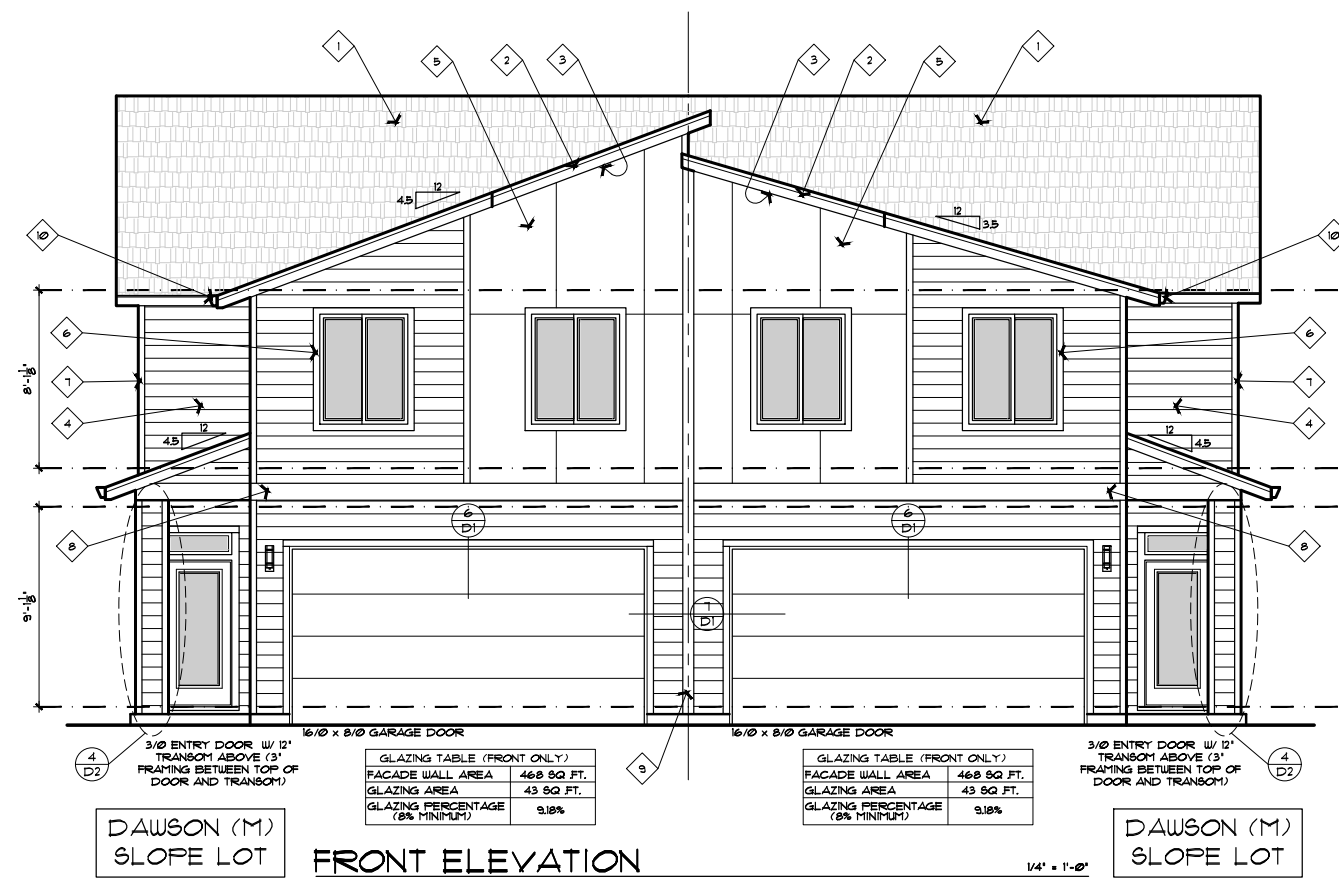 1
5
2
3
3
2
5
1
12
4.5
12
3.5
10
10
6
6
8'-1 1/8"
7
7
4
4
12
4.5
12
4.5
6
D1
6
D1
8
8
9'-1 1/8"
7
D1
16/0 x 8/0 GARAGE DOOR
16/0 x 8/0 GARAGE DOOR
4
D2
3/0 ENTRY DOOR W/ 12"
TRANSOM ABOVE (3"
FRAMING BETWEEN TOP OF
DOOR AND TRANSOM)
GLAZING TABLE (FRONT ONLY)
FACADE WALL AREA 468 SQ .FT.
GLAZING AREA 43 SQ .FT.
GLAZING PERCENTAGE
(8% MINIMUM) 9.18%
9
GLAZING TABLE (FRONT ONLY)
FACADE WALL AREA 468 SQ .FT.
GLAZING AREA 43 SQ .FT.
GLAZING PERCENTAGE
(8% MINIMUM) 9.18%
3/0 ENTRY DOOR W/ 12"
TRANSOM ABOVE (3"
FRAMING BETWEEN TOP OF
DOOR AND TRANSOM)
4
D2
DAWSON (M)
SLOPE LOT
FRONT ELEVATION
1/4" = 1'-0"
DAWSON (M)
SLOPE LOT